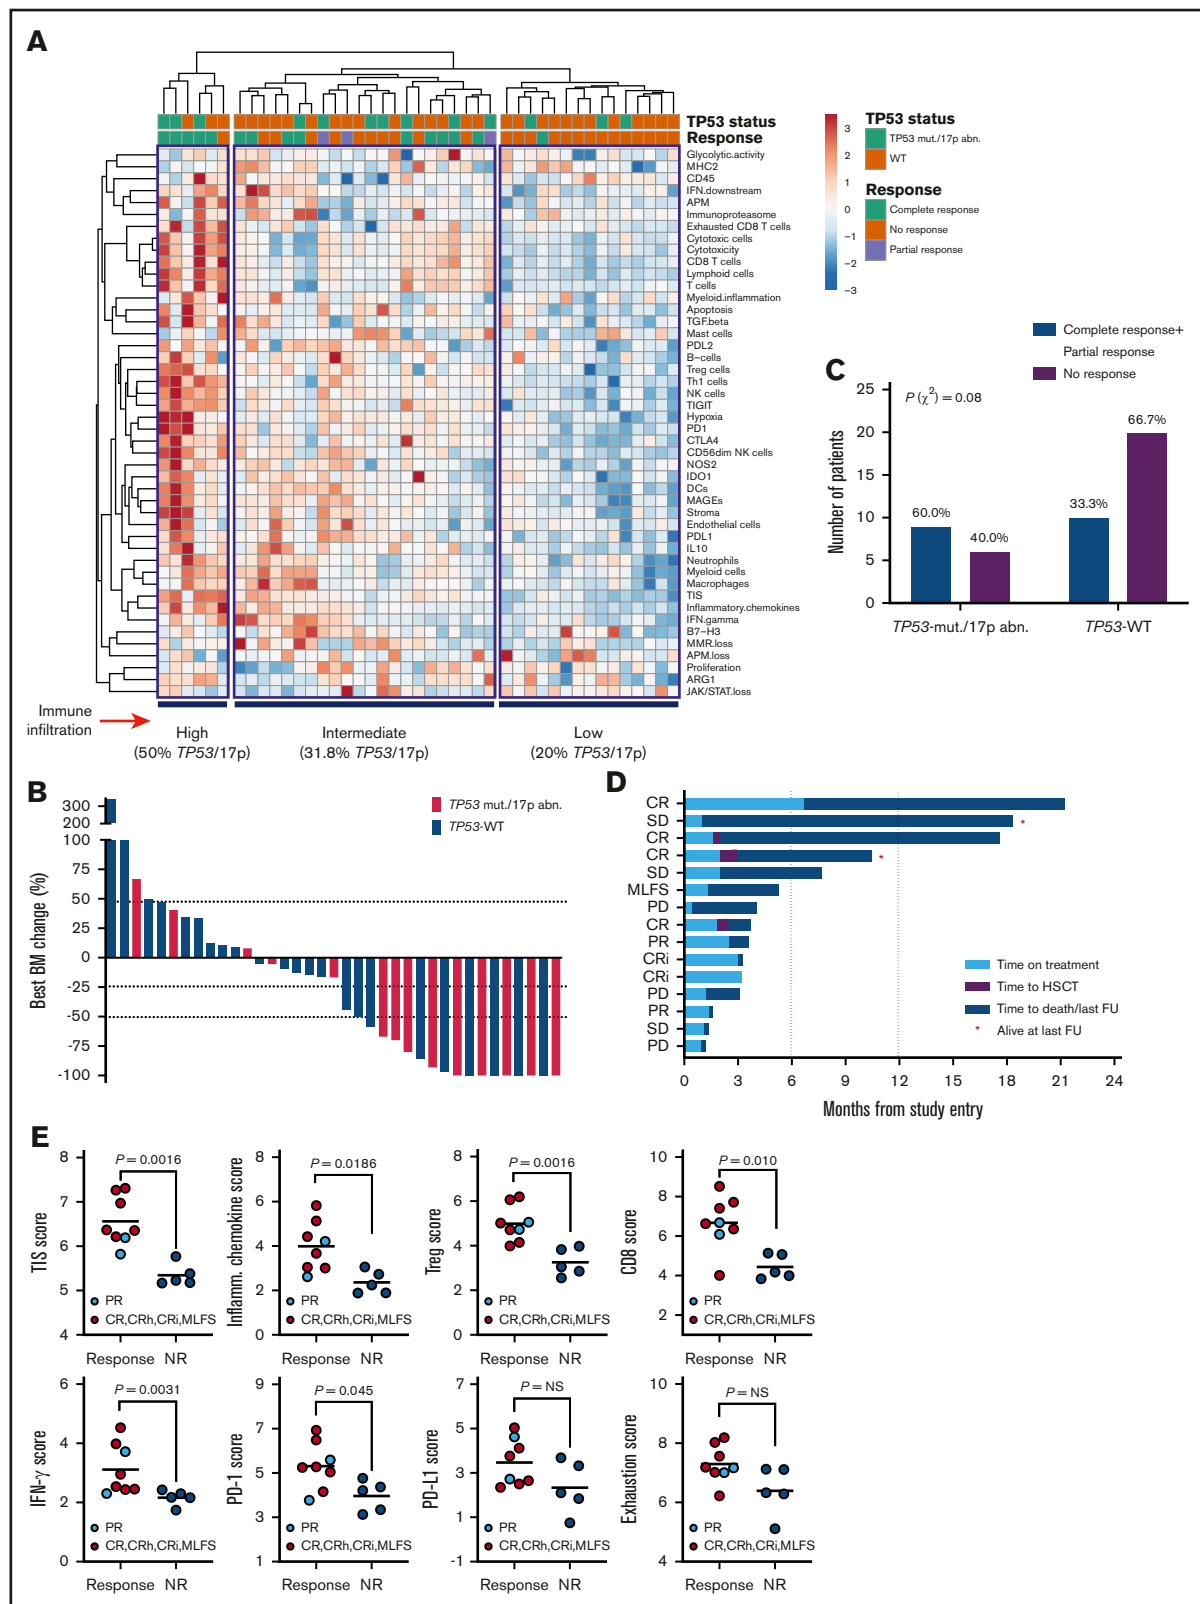 A
TP53 status
Response
Glycolytic.activity
MHC2
CD45
IFN.downstream
APM
Immunoproteasome
Exhausted CD8 T cells
Cytotoxic cells
Cytotoxicity
CD8 T cells
Lymphoid cells
T cells
Myeloid.inflammation
Apoptosis
TGF.beta
Mast cells
PDL2
B-cells
Treg cells
Th1 cells
NK cells
TIGIT
Hypoxia
PD1
CTLA4
CD56dim NK cells
NOS2
IDO1
DCs
MAGEs
Stroma
Endothelial cells
PDL1
IL10
Neutrophils
Myeloid cells
Macrophages
TIS
Inflammatory.chemokines
IFN.gamma
B7-H3
MMR.loss
APM.loss
Proliferation
ARG1
JAK/STAT.loss
3
2
1
0
−1
−2
−3
TP53 status
TP53 mut./17p abn.
WT
Response
Complete response
No response
Partial response
Immune
infiltration
High
(50% TP53/17p)
Intermediate
(31.8% TP53/17p)
Low
(20% TP53/17p)
C
Complete response+
Partial response
No response
P (χ2) = 0.08
Number of patients
25
20
15
10
5
0
60.0%
40.0%
33.3%
66.7%
TP53-mut./17p abn.
TP53-WT
B
TP53 mut./17p abn.
TP53-WT
Best BM change (%)
300
200
100
75
50
25
0
-25
-50
-75
-100
D
CR
SD
CR
CR
SD
MLFS
PD
CR
PR
CRi
CRi
PD
PR
SD
PD
Time on treatment
Time to HSCT
Time to death/last FU
* Alive at last FU
0 3 6 9 12 15 18 21 24
Months from study entry
E
TIS score
8
7
6
5
4
P = 0.0016
PR
CR,CRh,CRi,MLFS
Response NR
Inflamm. chemokine score
8
6
4
2
0
P = 0.0186
PR
CR,CRh,CRi,MLFS
Response NR
Treg score
8
6
4
2
0
P = 0.0016
PR
CR,CRh,CRi,MLFS
Response NR
CD8 score
10
8
6
4
2
P = 0.010
PR
CR,CRh,CRi,MLFS
Response NR
IFN-γ score
6
4
2
0
P = 0.0031
PR
CR,CRh,CRi,MLFS
Response NR
PD-1 score
9
7
5
3
1
P = 0.045
PR
CR,CRh,CRi,MLFS
Response NR
PD-L1 score
7
5
3
1
-1
P = NS
PR
CR,CRh,CRi,MLFS
Response NR
Exhaustion score
10
8
6
4
P = NS
PR
CR,CRh,CRi,MLFS
Response NR